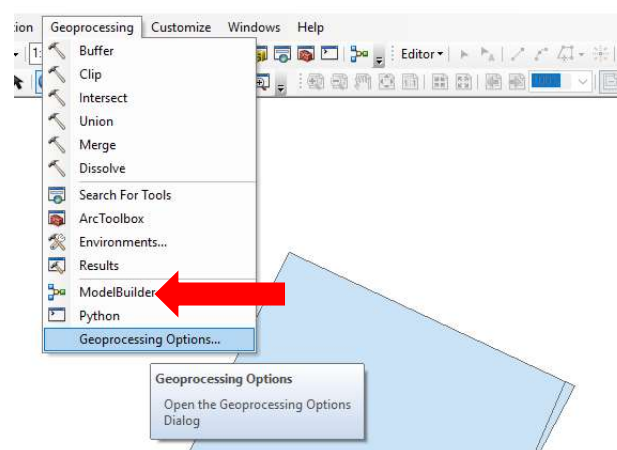 tion Geoprocessing Customize Windows Help
1:
Editor
Buffer
Clip
Intersect
Union
Merge
Dissolve
Search For Tools
ArcToolbox
Environments...
Results
ModelBuilder
Python
Geoprocessing Options...
Geoprocessing Options
Open the Geoprocessing Options
Dialog